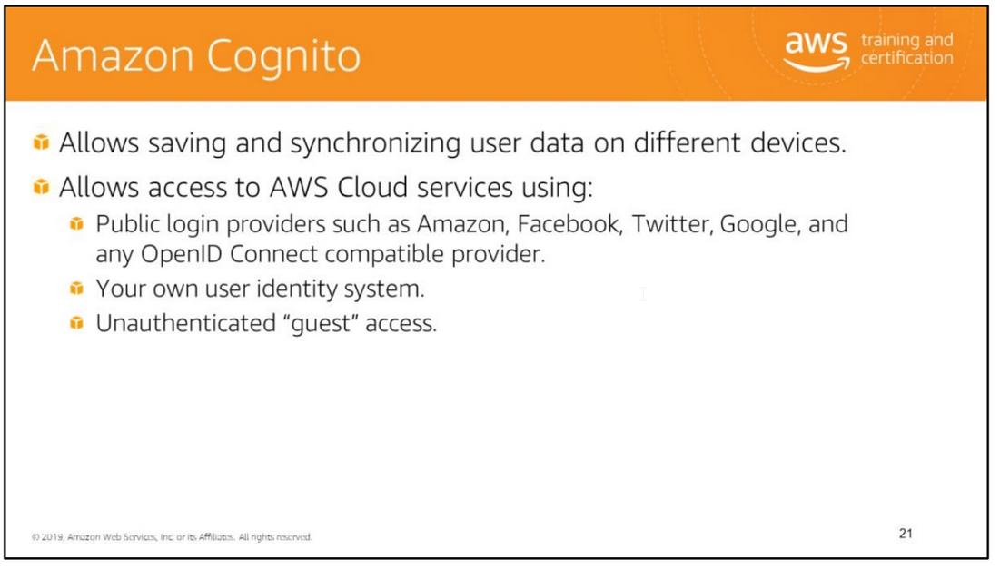 Amazon Cognito
aws training and
certification
Allows saving and synchronizing user data on different devices.
Allows access to AWS Cloud services using:
Public login providers such as Amazon, Facebook, Twitter, Google, and
any OpenID Connect compatible provider.
Your own user identity system.
Unauthenticated “guest” access.
© 2019, Amazon Web Services, Inc. or its Affiliates. All rights reserved.
21